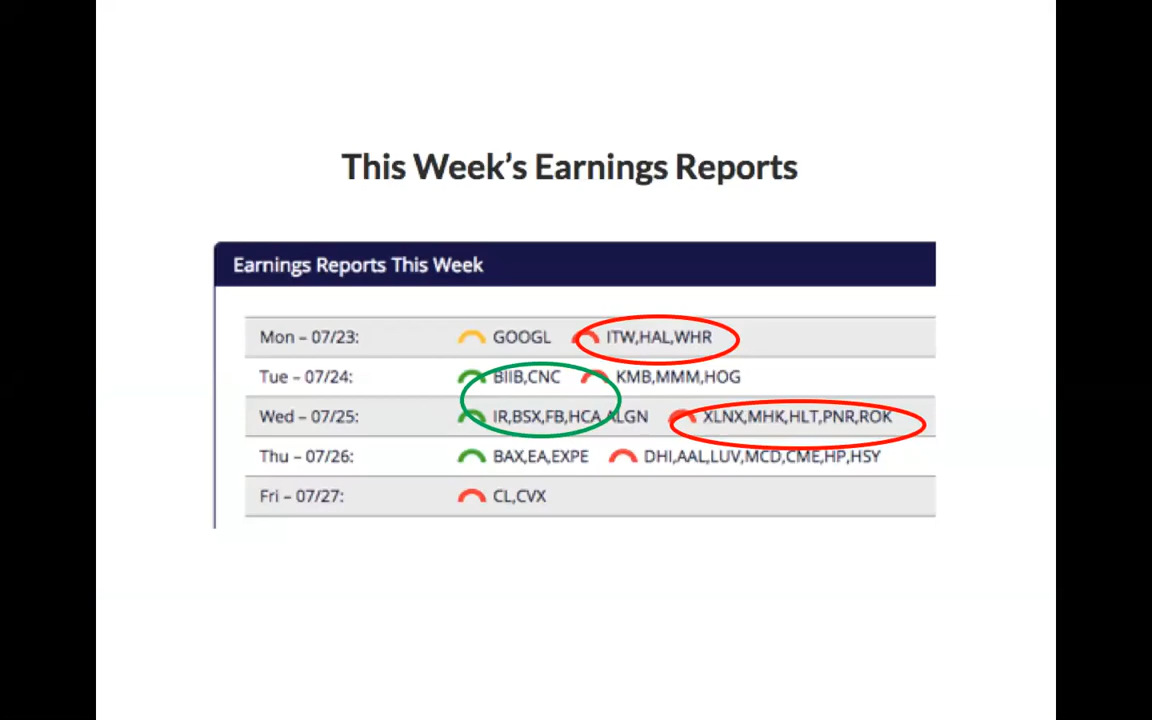 This Week's Earnings Reports
Earnings Reports This Week
Mon – 07/23: GOOGL ITW,HAL,WHR
Tue – 07/24: BIIB,CNC KMB,MMM,HOG
Wed – 07/25: IR,BSX,FB,HCA,ALGN XLNX,MHK,HLT,PNR,ROK
Thu – 07/26: BAX,EA,EXPE DHI,AAL,LUV,MCD,CME,HP,HSY
Fri – 07/27: CL,CVX